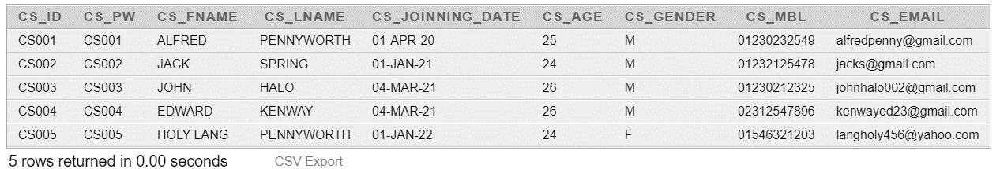 CS_ID CS_PW CS_FNAME CS_LNAME CS_JOINNING_DATE CS_AGE CS_GENDER CS_MBL CS_EMAIL
CS001 CS001 ALFRED PENNYWORTH 01-APR-20 25 M 01230232549 alfredpenny@gmail.com
CS002 CS002 JACK SPRING 01-JAN-21 24 M 01232125478 jacks@gmail.com
CS003 CS003 JOHN HALO 04-MAR-21 26 M 01230212325 johnhalo002@gmail.com
CS004 CS004 EDWARD KENWAY 04-MAR-21 26 M 02312547896 kenwayed23@gmail.com
CS005 CS005 HOLY LANG PENNYWORTH 01-JAN-22 24 F 01546321203 langholy456@yahoo.com
5 rows returned in 0.00 seconds CSV Export